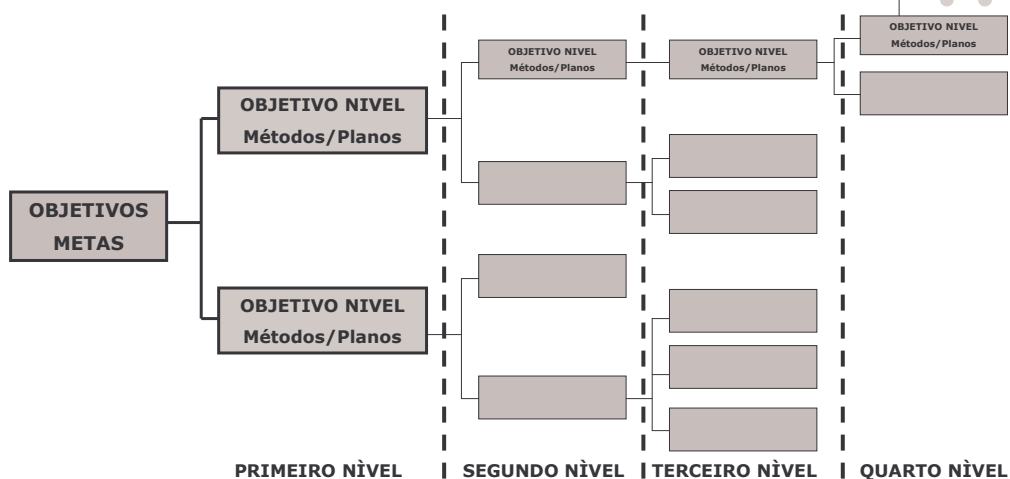 OBJETIVO NIVEL
Métodos/Planos
OBJETIVO NIVEL
Métodos/Planos
OBJETIVO NIVEL
Métodos/Planos
OBJETIVO NIVEL
Métodos/Planos
OBJETIVOS
METAS
OBJETIVO NIVEL
Métodos/Planos
PRIMEIRO NÌVEL
SEGUNDO NÌVEL
TERCEIRO NÌVEL
QUARTO NÌVEL